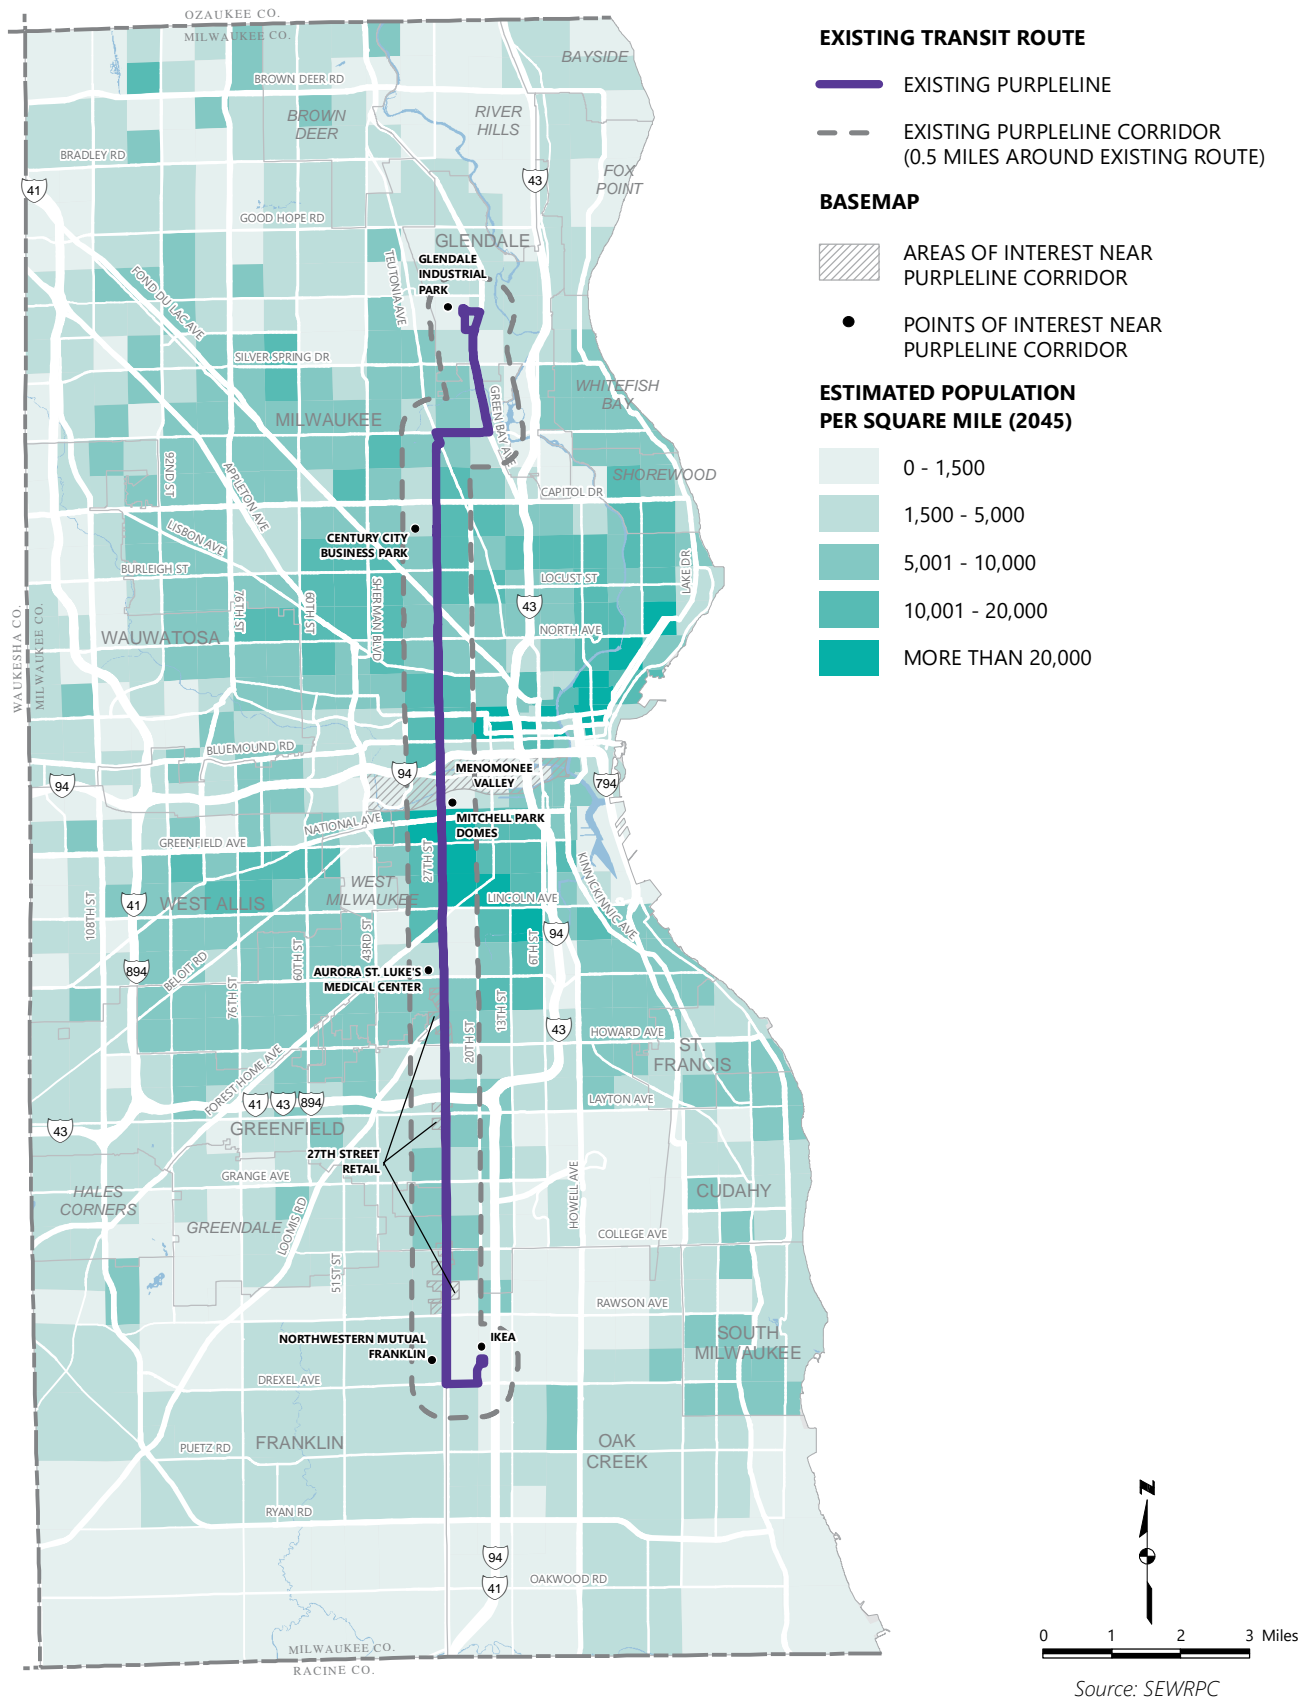 OZAUKEE CO.
MILWAUKEE CO.
BAYSIDE
BROWN DEER RD
BROWN
DEER
RIVER
HILLS
BRADLEY RD
FOX
POINT
41
43
GOOD HOPE RD
GLENDALE
TEUTONIA AVE
GLENDALE
INDUSTRIAL
PARK
FOND DU LAC AVE
SILVER SPRING DR
WHITEFISH
BAY
GREEN BAY AVE
MILWAUKEE
92ND ST
APPLETON AVE
SHOREWOOD
CAPITOL DR
LISBON AVE
CENTURY CITY
BUSINESS PARK
BURLEIGH ST
LOCUST ST
LAKE DR
76TH ST
60TH ST
SHERMAN BLVD
43
WAUKESHA CO.
MILWAUKEE CO.
WAUWATOSA
NORTH AVE
BLUEMOUND RD
94
94
MENOMONEE
VALLEY
794
MITCHELL PARK
DOMES
NATIONAL AVE
GREENFIELD AVE
27TH ST
KINNICKINNIC AVE
WEST
MILWAUKEE
108TH ST
41
WEST ALLIS
LINCOLN AVE
43RD ST
6TH ST
94
60TH ST
BELOIT RD
894
AURORA ST. LUKE'S
MEDICAL CENTER
76TH ST
13TH ST
20TH ST
43
HOWARD AVE
ST.
FRANCIS
FOREST HOME AVE
41
43
894
LAYTON AVE
43
GREENFIELD
27TH STREET
RETAIL
GRANGE AVE
HALES
CORNERS
GREENDALE
LOOMIS RD
HOWELL AVE
CUDAHY
COLLEGE AVE
51ST ST
RAWSON AVE
NORTHWESTERN MUTUAL
FRANKLIN
IKEA
SOUTH
MILWAUKEE
DREXEL AVE
PUETZ RD
FRANKLIN
OAK
CREEK
RYAN RD
94
41
OAKWOOD RD
MILWAUKEE CO.
RACINE CO.
EXISTING TRANSIT ROUTE
EXISTING PURPLELINE
EXISTING PURPLELINE CORRIDOR
(0.5 MILES AROUND EXISTING ROUTE)
BASEMAP
AREAS OF INTEREST NEAR
PURPLELINE CORRIDOR
POINTS OF INTEREST NEAR
PURPLELINE CORRIDOR
ESTIMATED POPULATION
PER SQUARE MILE (2045)
0 - 1,500
1,500 - 5,000
5,001 - 10,000
10,001 - 20,000
MORE THAN 20,000
N
0 1 2 3 Miles
Source: SEWRPC